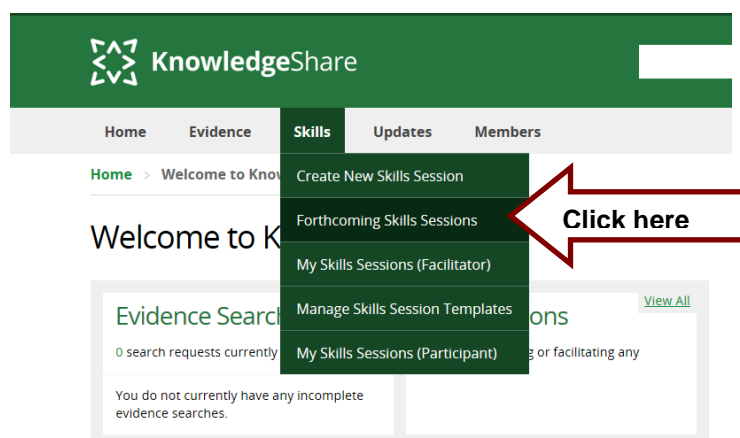 KnowledgeShare
Home Evidence Skills Updates Members
Home > Welcome to Know
Create New Skills Session
Forthcoming Skills Sessions
Click here
Welcome to K
My Skills Sessions (Facilitator)
Manage Skills Session Templates
My Skills Sessions (Participant)
Evidence Search
ons
View All
0 search requests currently
g or facilitating any
You do not currently have any incomplete
evidence searches.